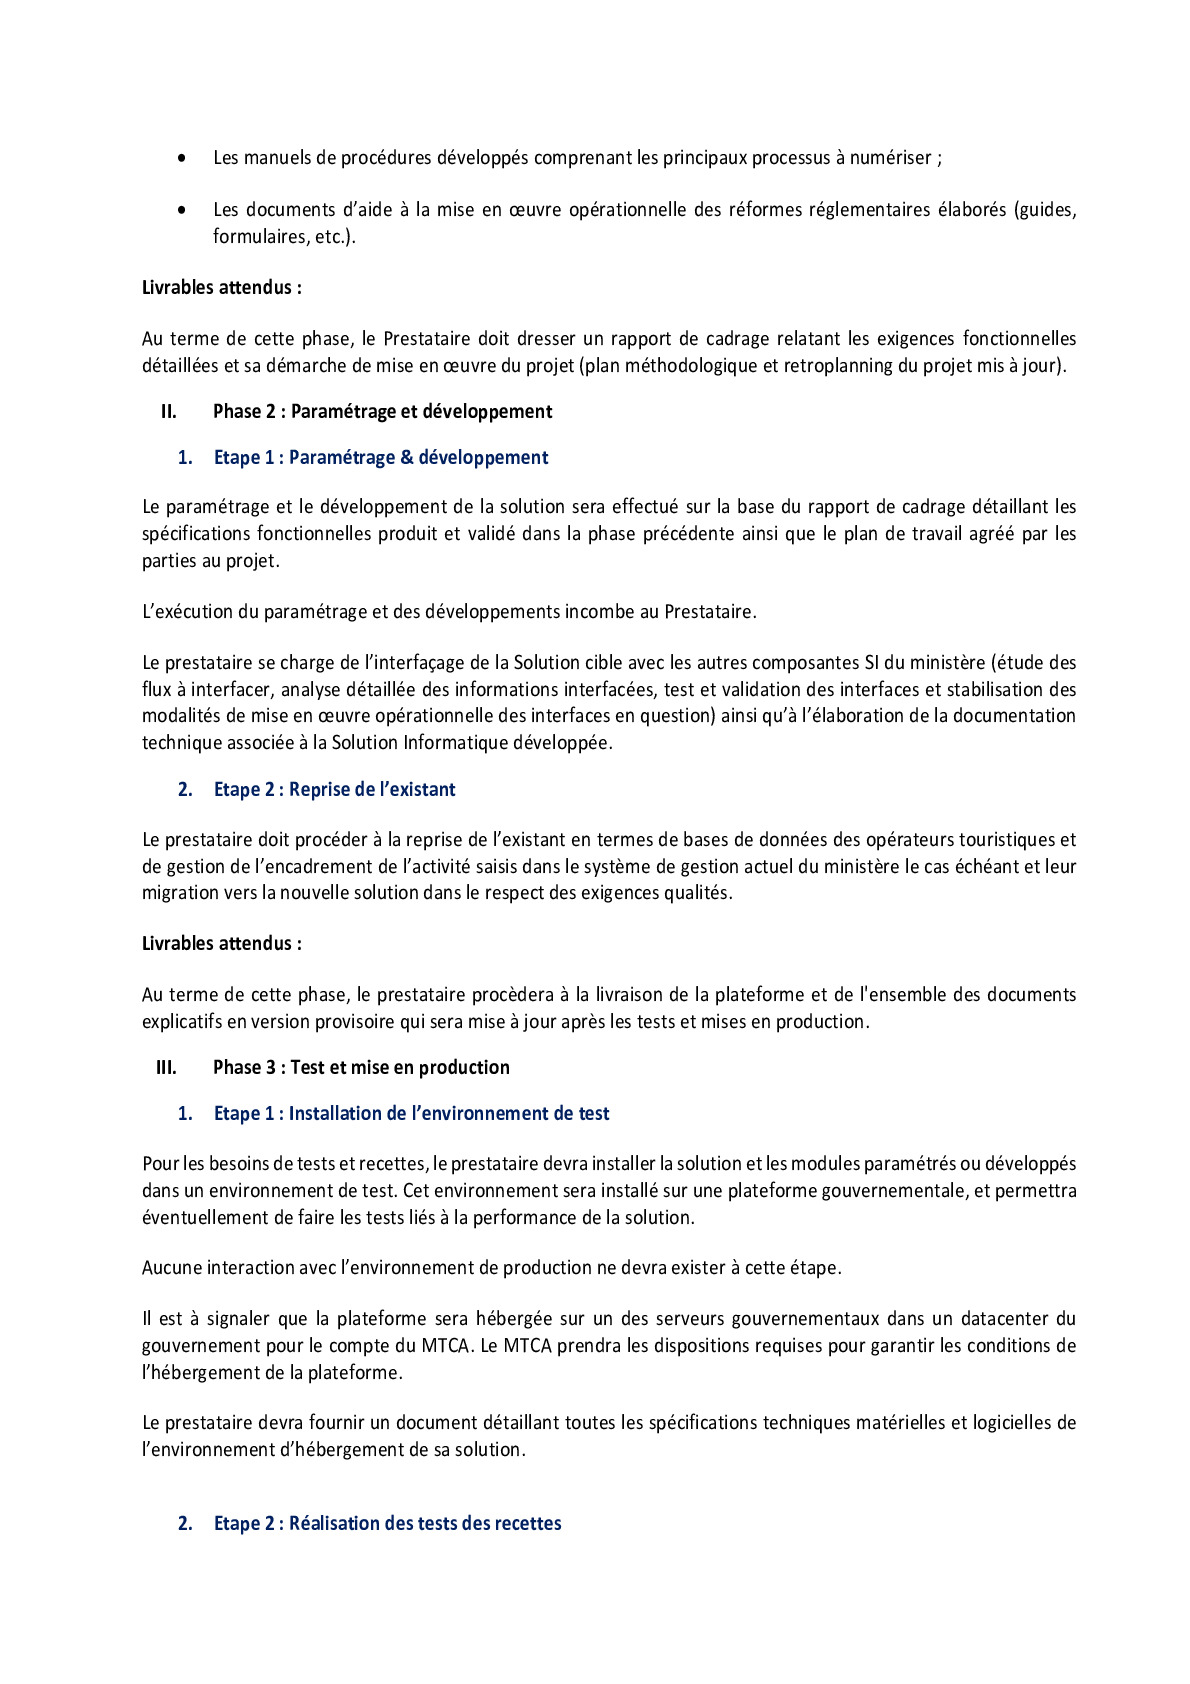 • Les manuels de procédures développés comprenant les principaux processus à numériser ;
• Les documents d’aide à la mise en œuvre opérationnelle des réformes réglementaires élaborés (guides,
formulaires, etc.).
Livrables attendus :
Au terme de cette phase, le Prestataire doit dresser un rapport de cadrage relatant les exigences fonctionnelles
détaillées et sa démarche de mise en œuvre du projet (plan méthodologique et retroplanning du projet mis à jour).
II. Phase 2 : Paramétrage et développement
1. Etape 1 : Paramétrage & développement
Le paramétrage et le développement de la solution sera effectué sur la base du rapport de cadrage détaillant les
spécifications fonctionnelles produit et validé dans la phase précédente ainsi que le plan de travail agréé par les
parties au projet.
L’exécution du paramétrage et des développements incombe au Prestataire.
Le prestataire se charge de l’interfaçage de la Solution cible avec les autres composantes SI du ministère (étude des
flux à interfacer, analyse détaillée des informations interfacées, test et validation des interfaces et stabilisation des
modalités de mise en œuvre opérationnelle des interfaces en question) ainsi qu’à l’élaboration de la documentation
technique associée à la Solution Informatique développée.
2. Etape 2 : Reprise de l’existant
Le prestataire doit procéder à la reprise de l’existant en termes de bases de données des opérateurs touristiques et
de gestion de l’encadrement de l’activité saisis dans le système de gestion actuel du ministère le cas échéant et leur
migration vers la nouvelle solution dans le respect des exigences qualités.
Livrables attendus :
Au terme de cette phase, le prestataire procèdera à la livraison de la plateforme et de l'ensemble des documents
explicatifs en version provisoire qui sera mise à jour après les tests et mises en production.
III. Phase 3 : Test et mise en production
1. Etape 1 : Installation de l’environnement de test
Pour les besoins de tests et recettes, le prestataire devra installer la solution et les modules paramétrés ou développés
dans un environnement de test. Cet environnement sera installé sur une plateforme gouvernementale, et permettra
éventuellement de faire les tests liés à la performance de la solution.
Aucune interaction avec l’environnement de production ne devra exister à cette étape.
Il est à signaler que la plateforme sera hébergée sur un des serveurs gouvernementaux dans un datacenter du
gouvernement pour le compte du MTCA. Le MTCA prendra les dispositions requises pour garantir les conditions de
l’hébergement de la plateforme.
Le prestataire devra fournir un document détaillant toutes les spécifications techniques matérielles et logicielles de
l’environnement d’hébergement de sa solution.
2. Etape 2 : Réalisation des tests des recettes